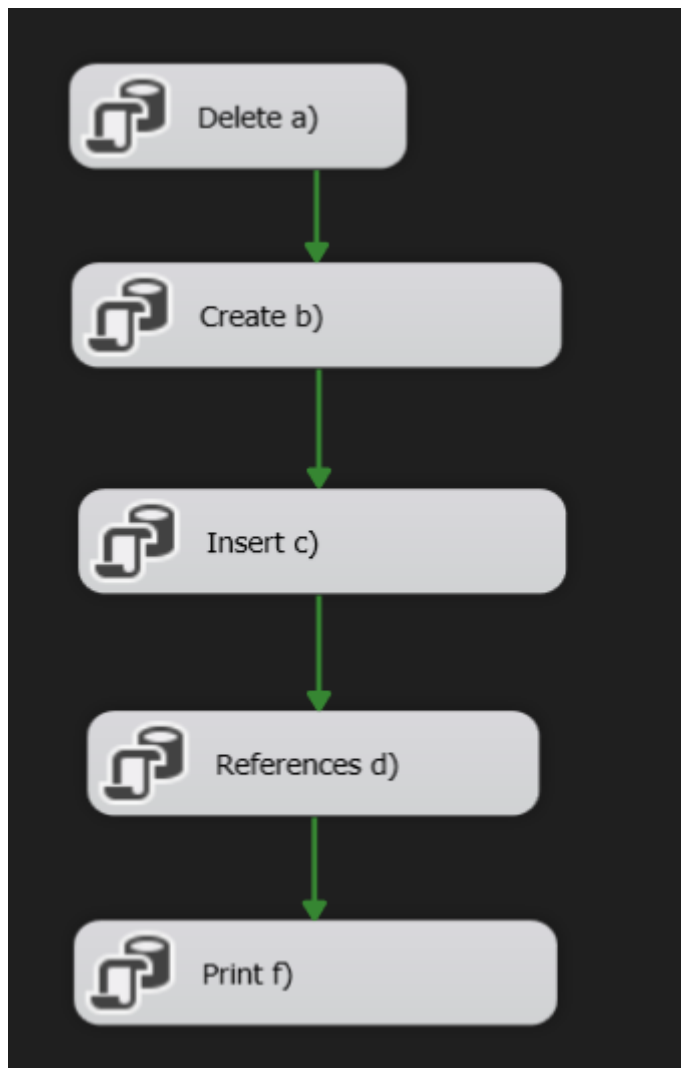 Delete a)
Create b)
Insert c)
References d)
Print f)